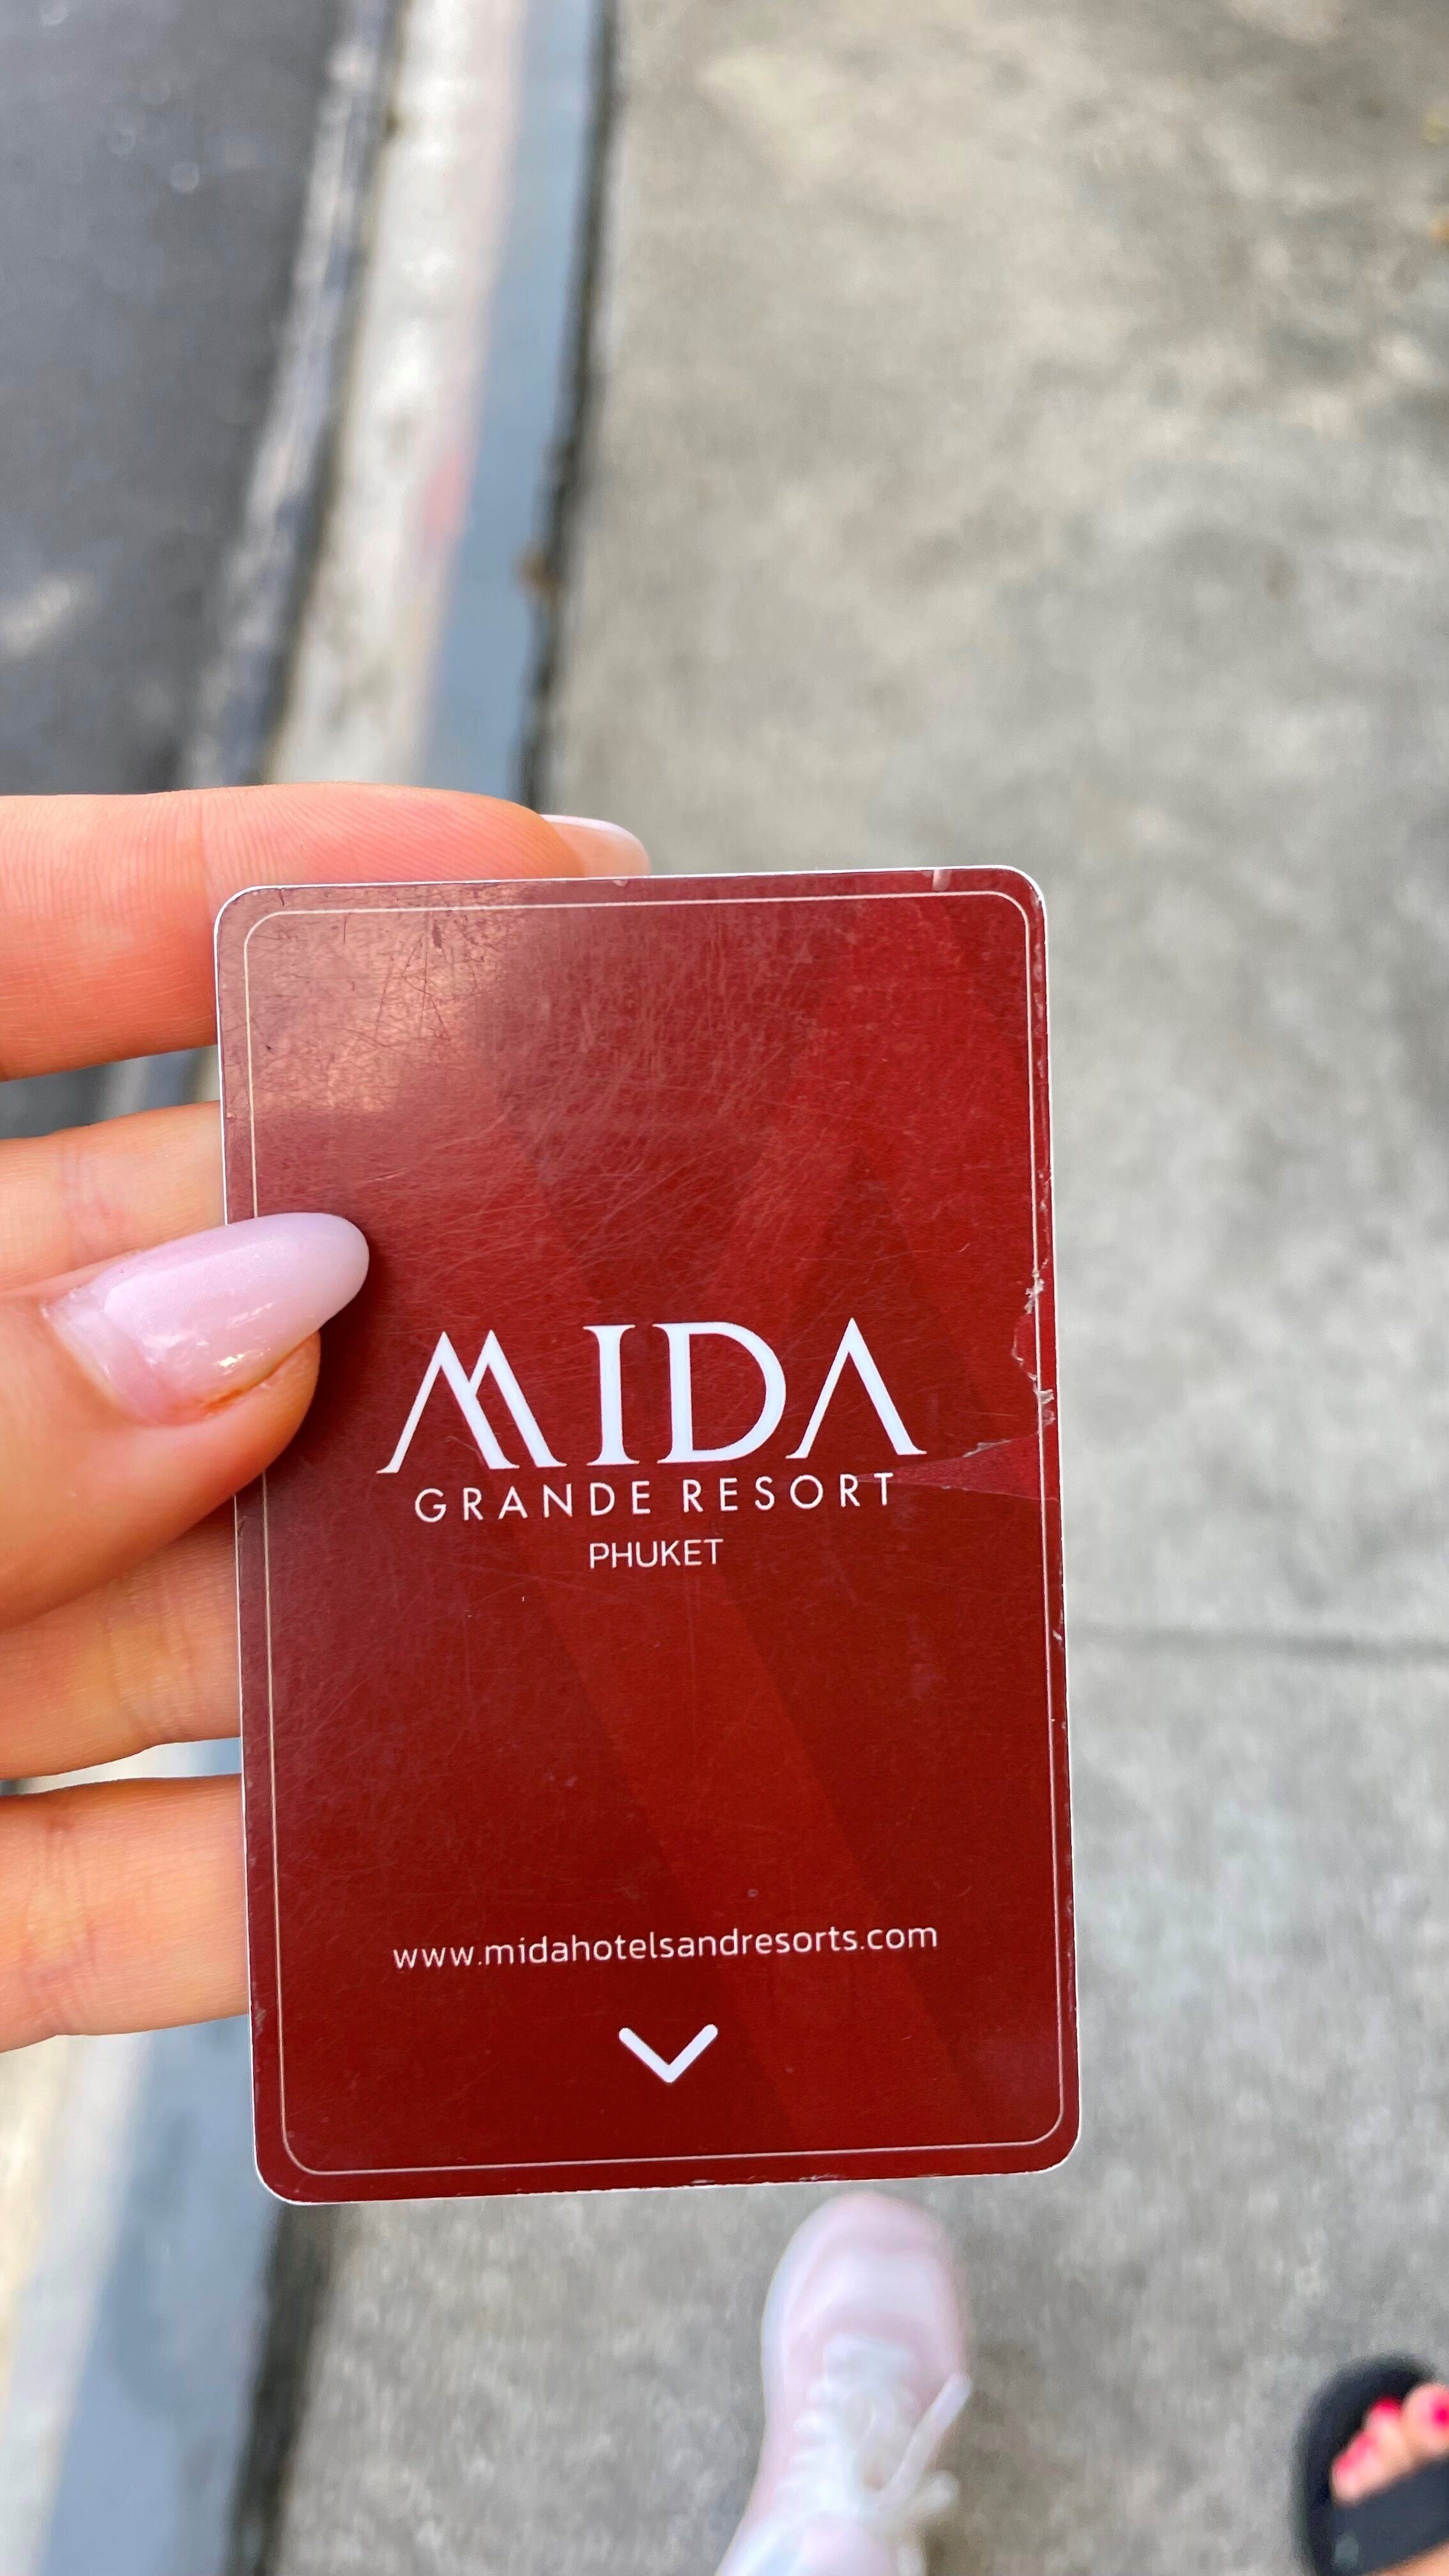 MIDA
GRANDE RESORT
PHUKET
www.midahotelsandresorts.com